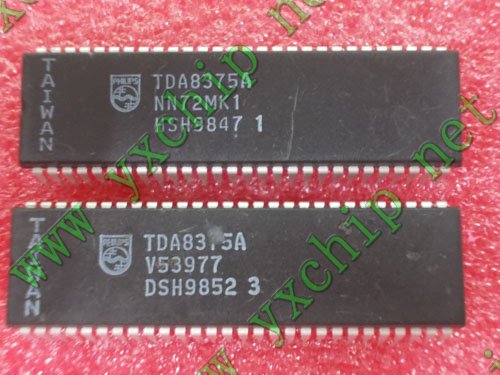 TAIWAN
PHILIPS
TDA8375A
NN72MK1
HSH9847 1
TAIWAN
PHILIPS
TDA8375A
V53977
DSH9852 3
www.yxchip.net
www.yxchip.net